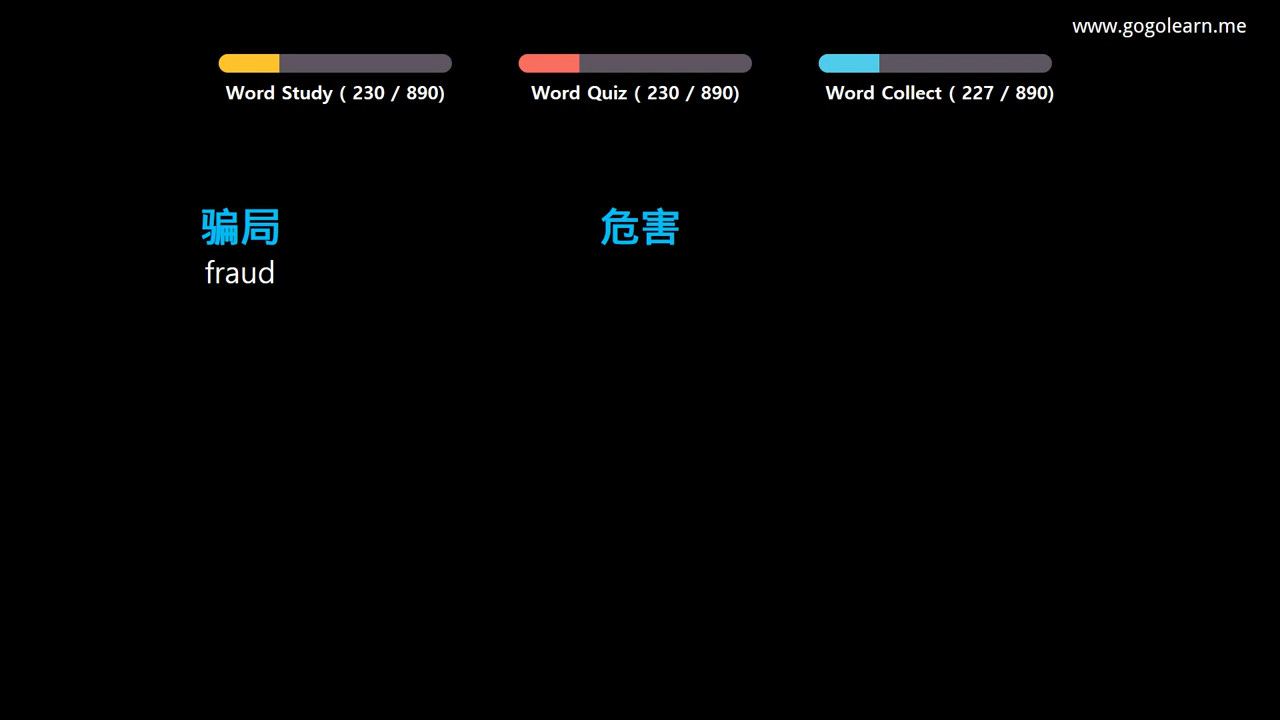 www.gogolearn.me
Word Study ( 230 / 890)
Word Quiz ( 230 / 890)
Word Collect ( 227 / 890)
骗局
危害
fraud